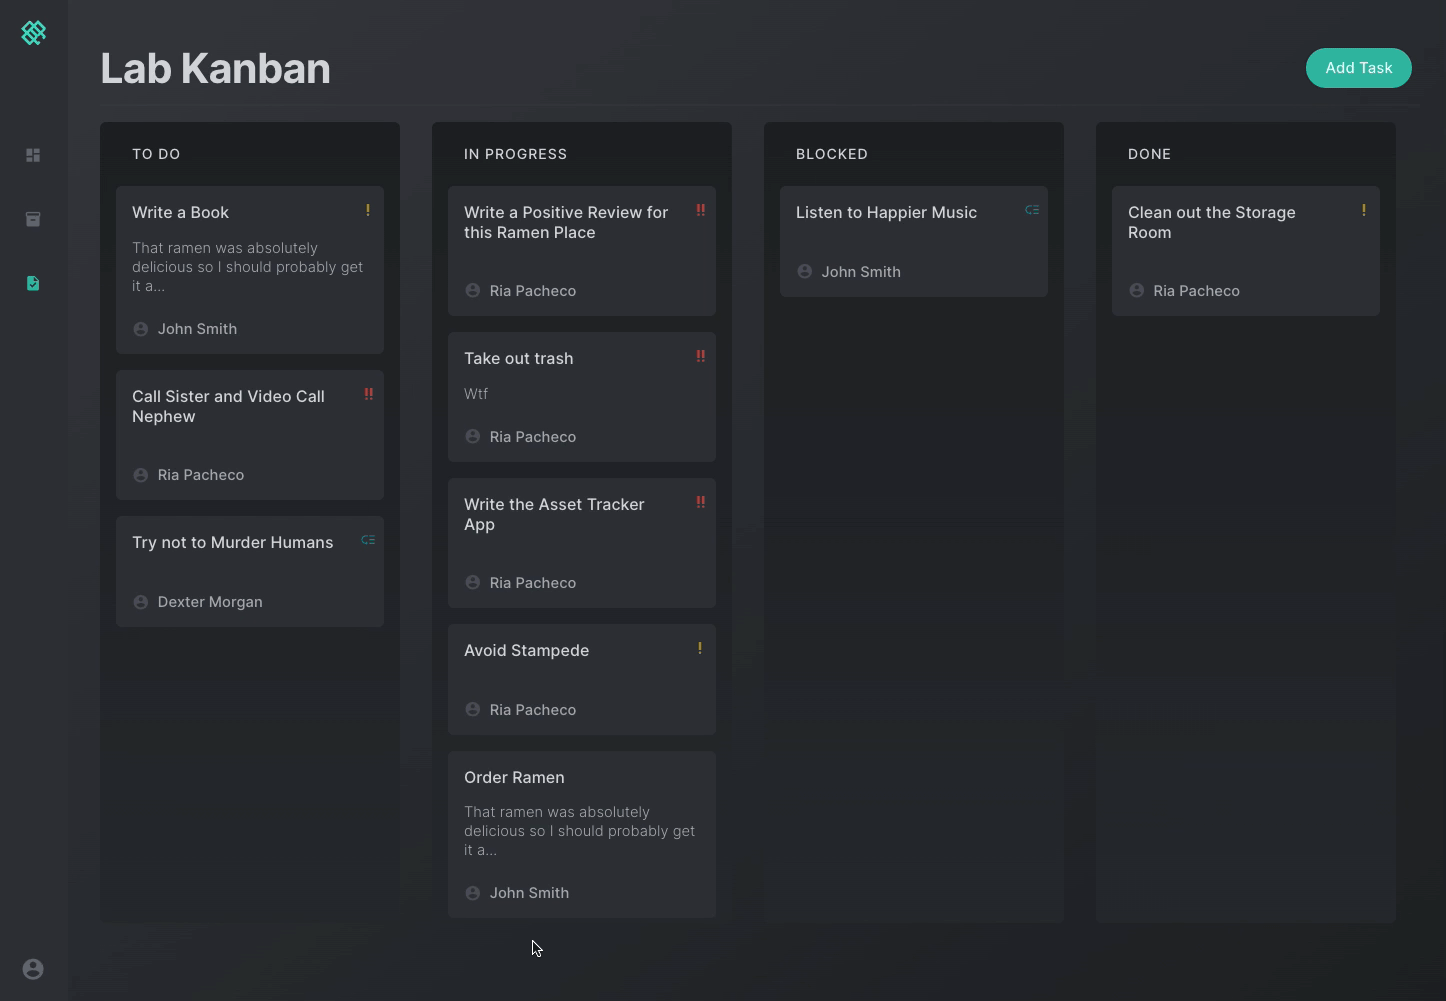 Lab Kanban
Add Task
TO DO
Write a Book
!
That ramen was absolutely
delicious so I should probably get
it a...
John Smith
Call Sister and Video Call
Nephew
!!
Ria Pacheco
Try not to Murder Humans
Dexter Morgan
IN PROGRESS
Write a Positive Review for
this Ramen Place
!!
Ria Pacheco
Take out trash
!!
Wtf
Ria Pacheco
Write the Asset Tracker
App
!!
Ria Pacheco
Avoid Stampede
!
Ria Pacheco
Order Ramen
That ramen was absolutely
delicious so I should probably get
it a...
John Smith
BLOCKED
Listen to Happier Music
John Smith
DONE
Clean out the Storage
Room
!
Ria Pacheco